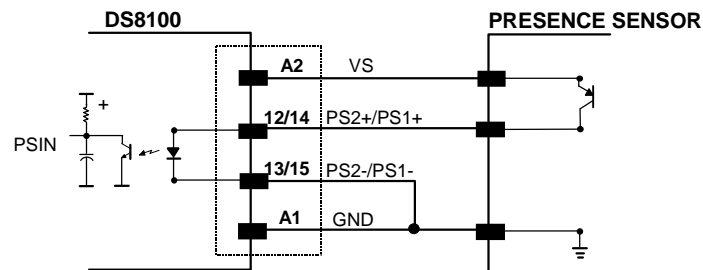 DS8100
PRESENCE SENSOR
A2 VS
+
12/14 PS2+/PS1+
PSIN
13/15 PS2-/PS1-
A1 GND